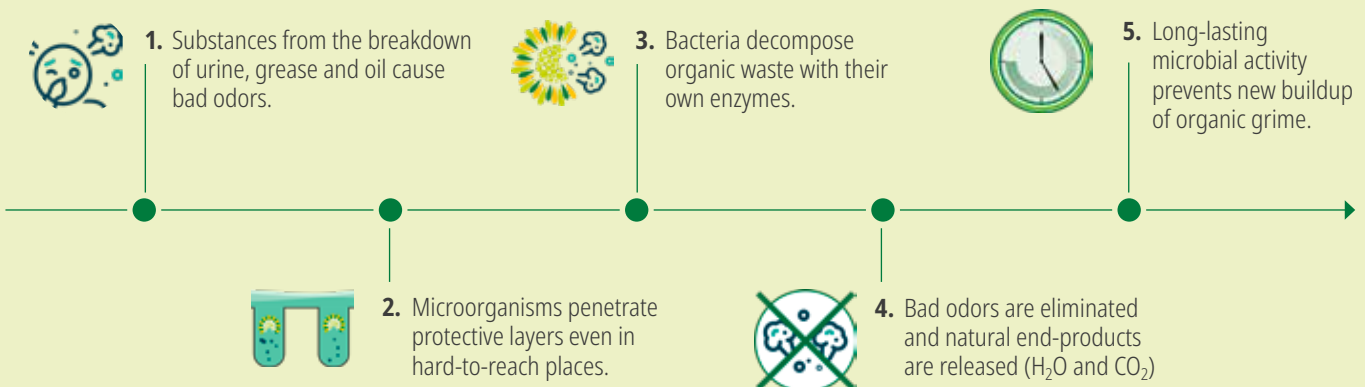 1. Substances from the breakdown
of urine, grease and oil cause
bad odors.
2. Microorganisms penetrate
protective layers even in
hard-to-reach places.
3. Bacteria decompose
organic waste with their
own enzymes.
4. Bad odors are eliminated
and natural end-products
are released (H₂O and CO₂)
5. Long-lasting
microbial activity
prevents new buildup
of organic grime.